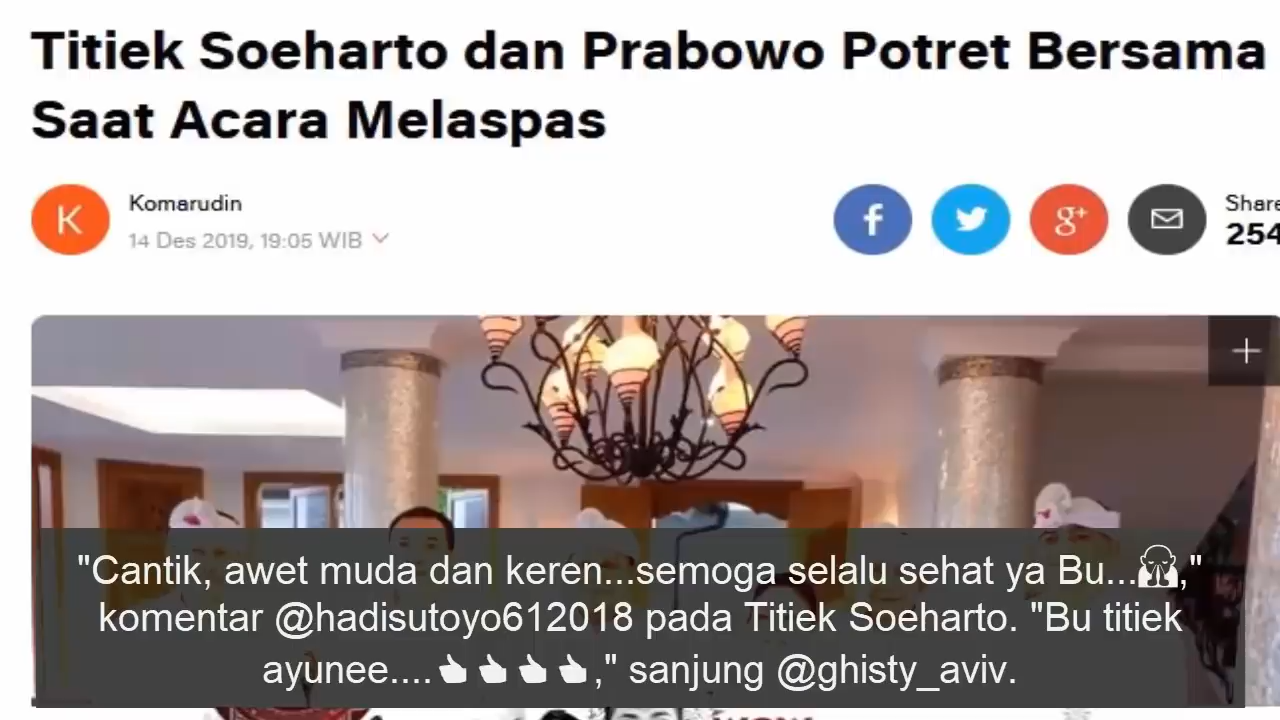 Titiek Soeharto dan Prabowo Potret Bersama
Saat Acara Melaspas
K
Komarudin
14 Des 2019, 19:05 WIB
f
g+
Share
254
+
"Cantik, awet muda dan keren...semoga selalu sehat ya Bu...🙏,"
komentar @hadisutoyo612018 pada Titiek Soeharto. "Bu titiek
ayunee....👍👍👍👍," sanjung @ghisty_aviv.